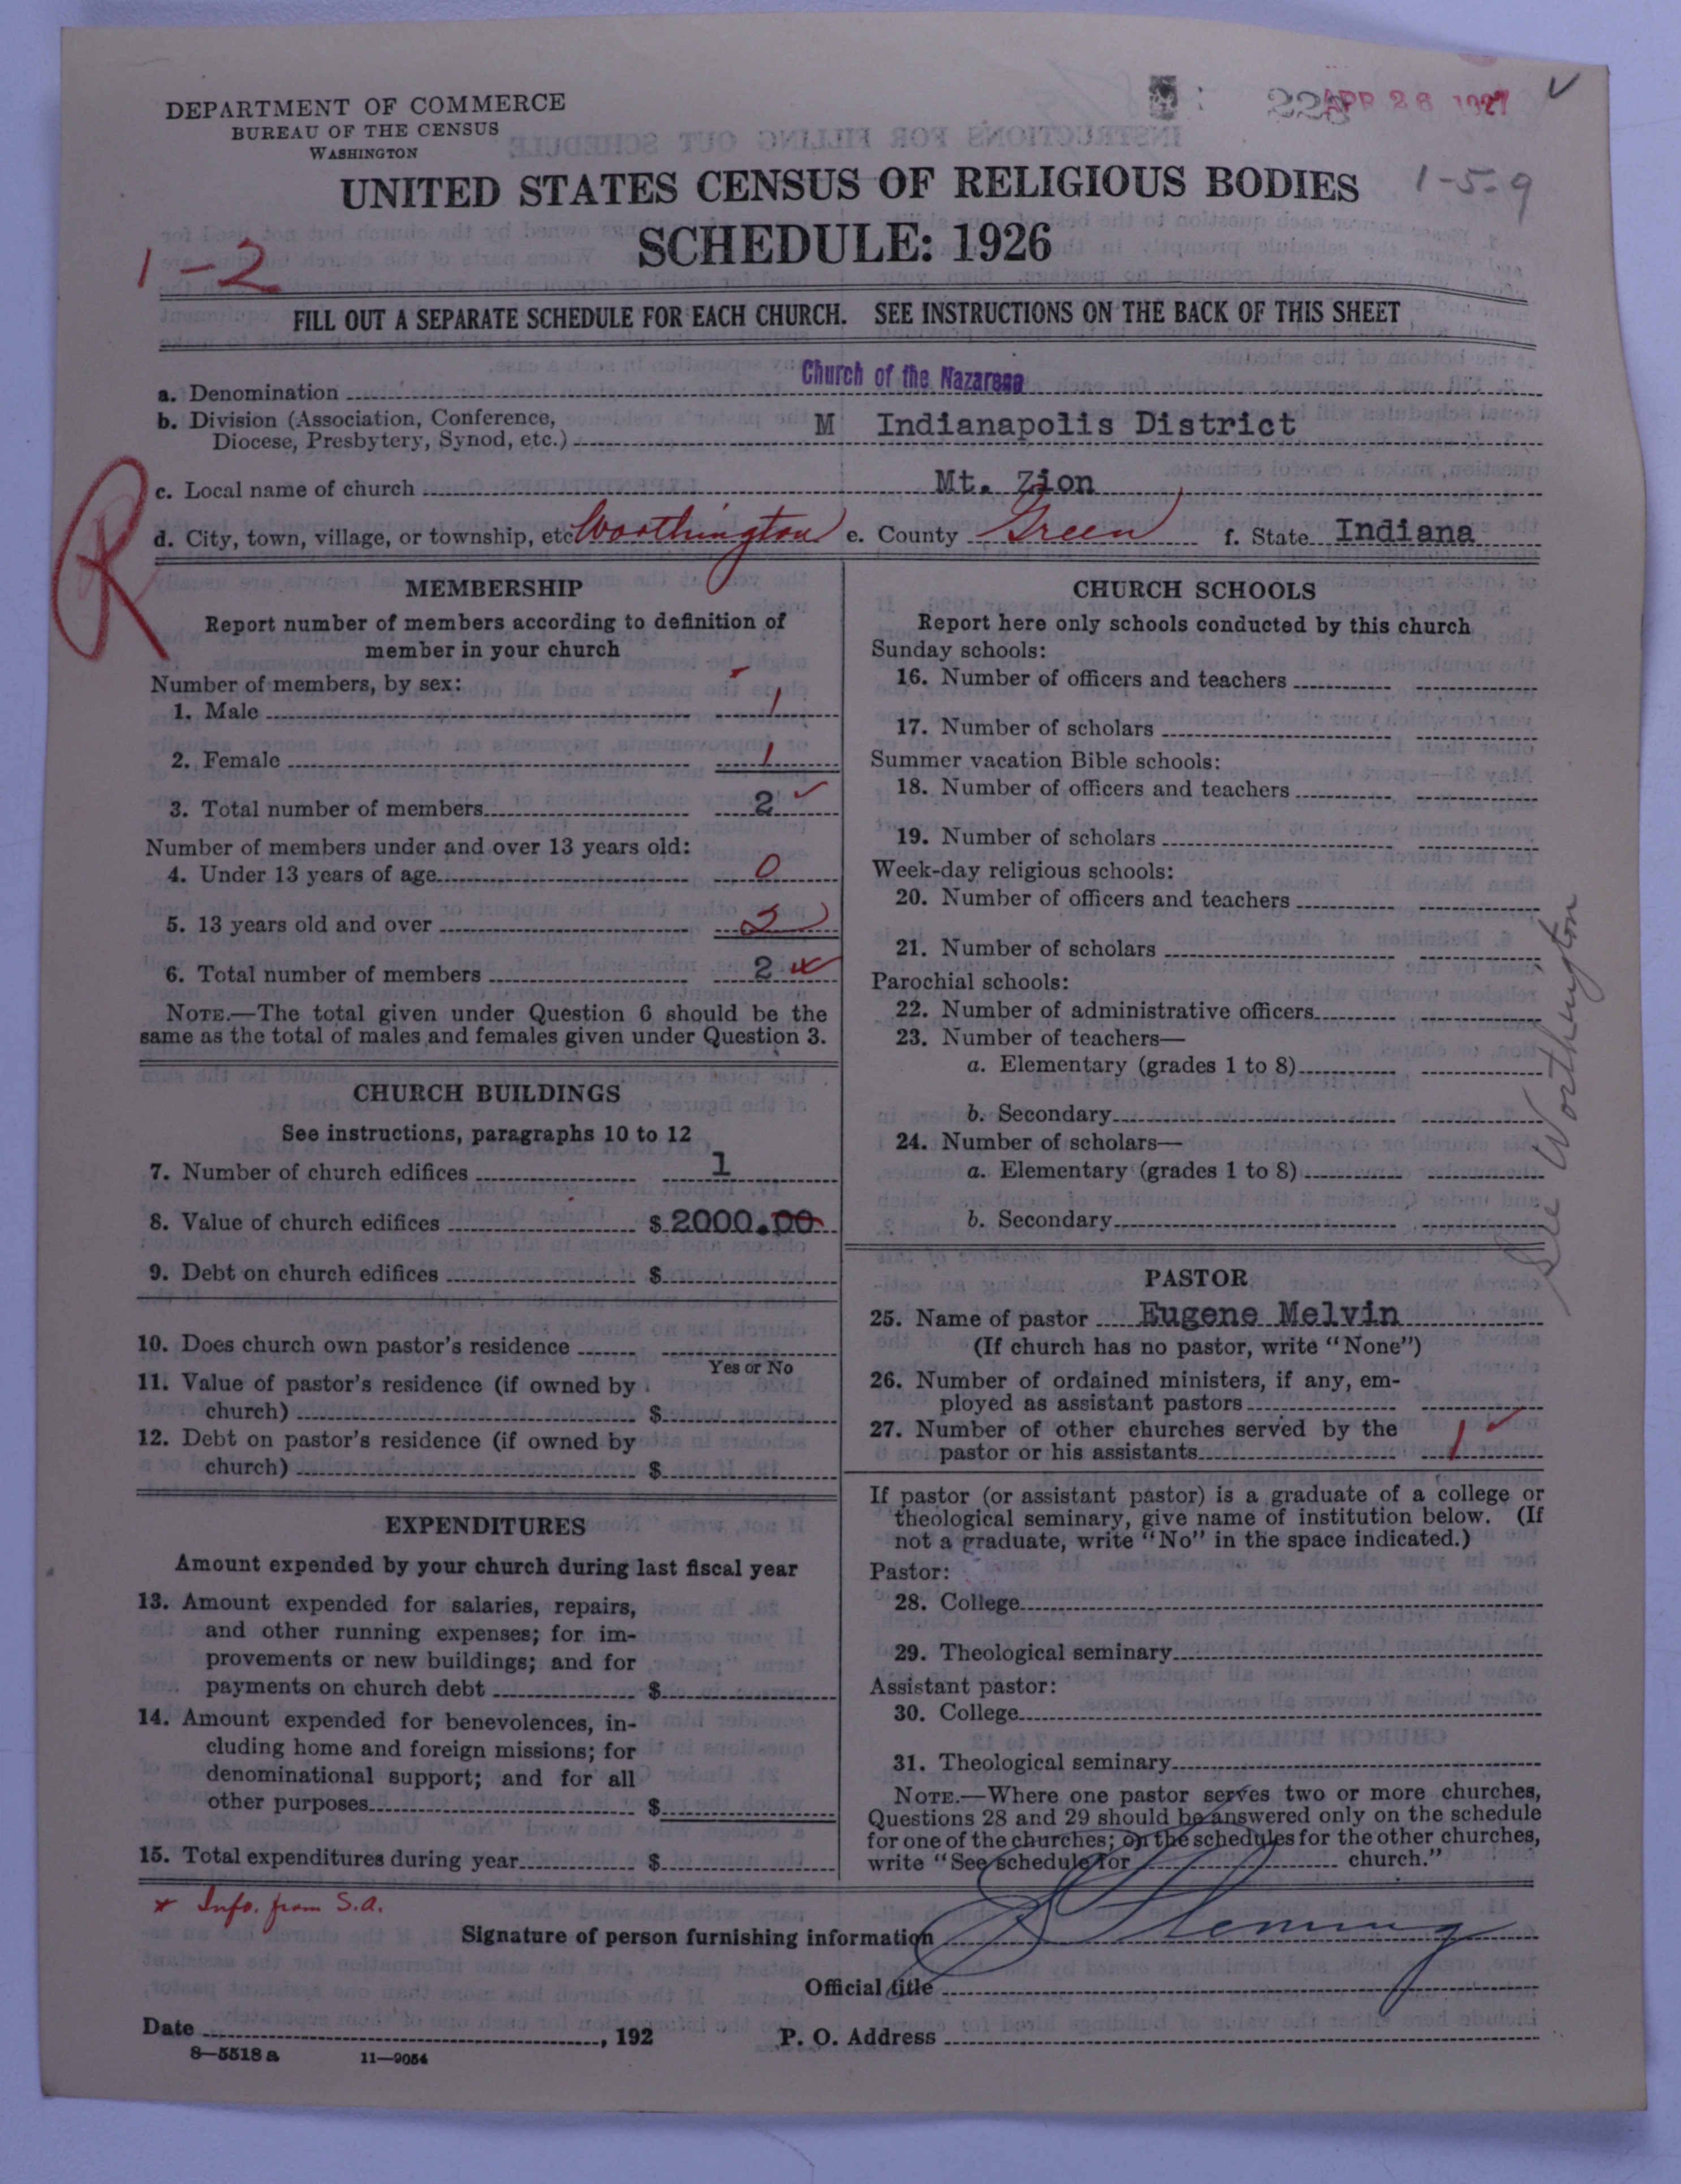 DEPARTMENT OF COMMERCE
BUREAU OF THE CENSUS
WASHINGTON
228 APR 26 1927
UNITED STATES CENSUS OF RELIGIOUS BODIES
1-5-9
SCHEDULE: 1926
1-2
FILL OUT A SEPARATE SCHEDULE FOR EACH CHURCH. SEE INSTRUCTIONS ON THE BACK OF THIS SHEET
a. Denomination Church of the Nazarene
b. Division (Association, Conference,
Diocese, Presbytery, Synod, etc.) M Indianapolis District
R
c. Local name of church Mt. Zion
d. City, town, village, or township, etc Worthington e. County Green f. State Indiana
MEMBERSHIP
Report number of members according to definition of
member in your church
Number of members, by sex:
1. Male 1
2. Female 1
3. Total number of members 2
Number of members under and over 13 years old:
4. Under 13 years of age 0
5. 13 years old and over 2
6. Total number of members 2 *
NOTE.—The total given under Question 6 should be the
same as the total of males and females given under Question 3.
CHURCH BUILDINGS
See instructions, paragraphs 10 to 12
7. Number of church edifices 1
8. Value of church edifices $ 2000.00
9. Debt on church edifices $
10. Does church own pastor's residence
Yes or No
11. Value of pastor's residence (if owned by
church) $
12. Debt on pastor's residence (if owned by
church) $
EXPENDITURES
Amount expended by your church during last fiscal year
13. Amount expended for salaries, repairs,
and other running expenses; for im-
provements or new buildings; and for
payments on church debt $
14. Amount expended for benevolences, in-
cluding home and foreign missions; for
denominational support; and for all
other purposes $
15. Total expenditures during year $
CHURCH SCHOOLS
Report here only schools conducted by this church
Sunday schools:
16. Number of officers and teachers
17. Number of scholars
Summer vacation Bible schools:
18. Number of officers and teachers
19. Number of scholars
Week-day religious schools:
20. Number of officers and teachers
21. Number of scholars
Parochial schools:
22. Number of administrative officers
23. Number of teachers—
a. Elementary (grades 1 to 8)
b. Secondary
24. Number of scholars—
a. Elementary (grades 1 to 8)
b. Secondary
See Worthington
PASTOR
25. Name of pastor Eugene Melvin
(If church has no pastor, write "None")
26. Number of ordained ministers, if any, em-
ployed as assistant pastors
27. Number of other churches served by the
pastor or his assistants 1
If pastor (or assistant pastor) is a graduate of a college or
theological seminary, give name of institution below. (If
not a graduate, write "No" in the space indicated.)
Pastor:
28. College
29. Theological seminary
Assistant pastor:
30. College
31. Theological seminary
NOTE.—Where one pastor serves two or more churches,
Questions 28 and 29 should be answered only on the schedule
for one of the churches; on the schedules for the other churches,
write "See schedule for church."
* Info. from S.A.
Signature of person furnishing information
Official title
Date , 192
P. O. Address
8—5518 a 11—9054